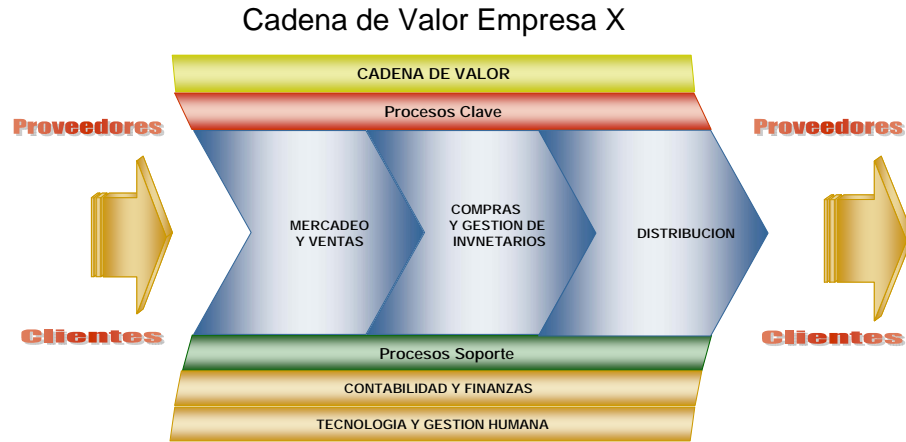 Cadena de Valor Empresa X
CADENA DE VALOR
Procesos Clave
Proveedores
Proveedores
MERCADEO
Y VENTAS
COMPRAS
Y GESTION DE
INVNETARIOS
DISTRIBUCION
Clientes
Clientes
Procesos Soporte
CONTABILIDAD Y FINANZAS
TECNOLOGIA Y GESTION HUMANA